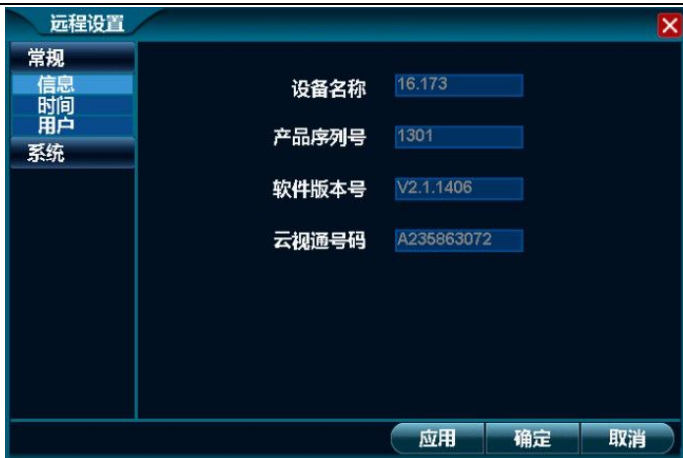 远程设置
常规
信息
时间
用户
系统
设备名称 16.173
产品序列号 1301
软件版本号 V2.1.1406
云视通号码 A235863072
应用 确定 取消